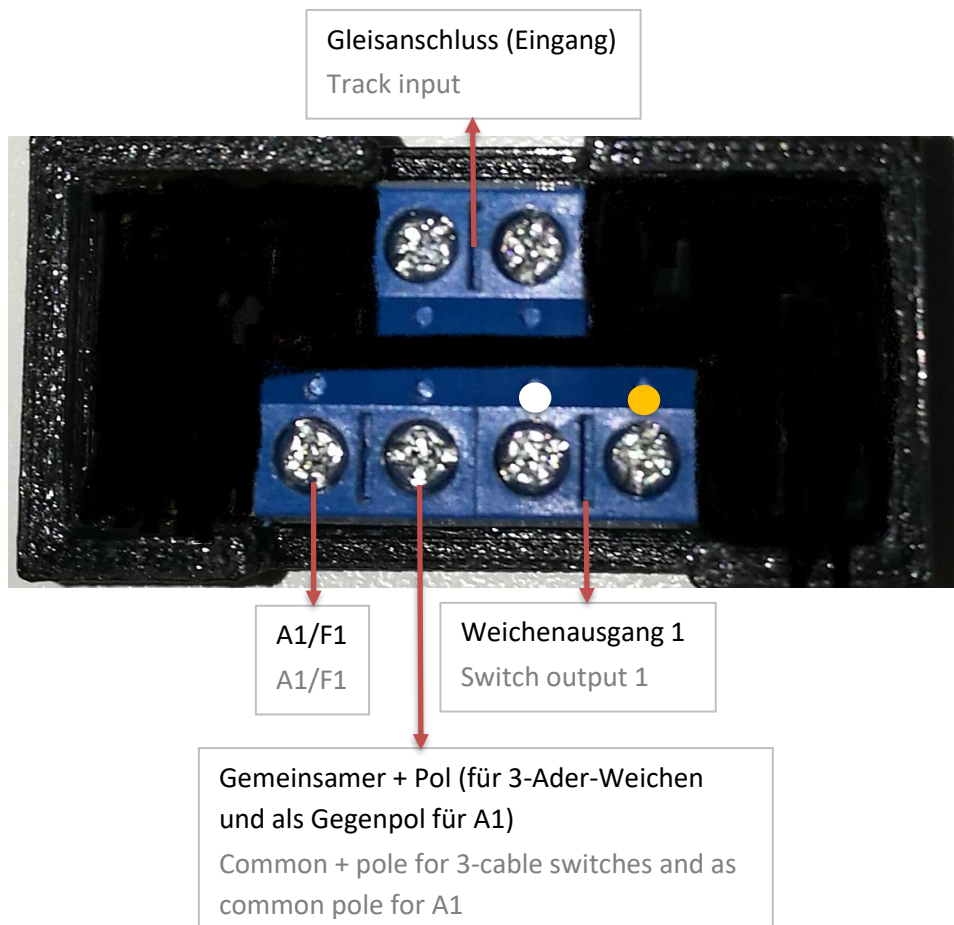 Gleisanschluss (Eingang)
Track input
A1/F1
A1/F1
Weichenausgang 1
Switch output 1
Gemeinsamer + Pol (für 3-Ader-Weichen
und als Gegenpol für A1)
Common + pole for 3-cable switches and as
common pole for A1